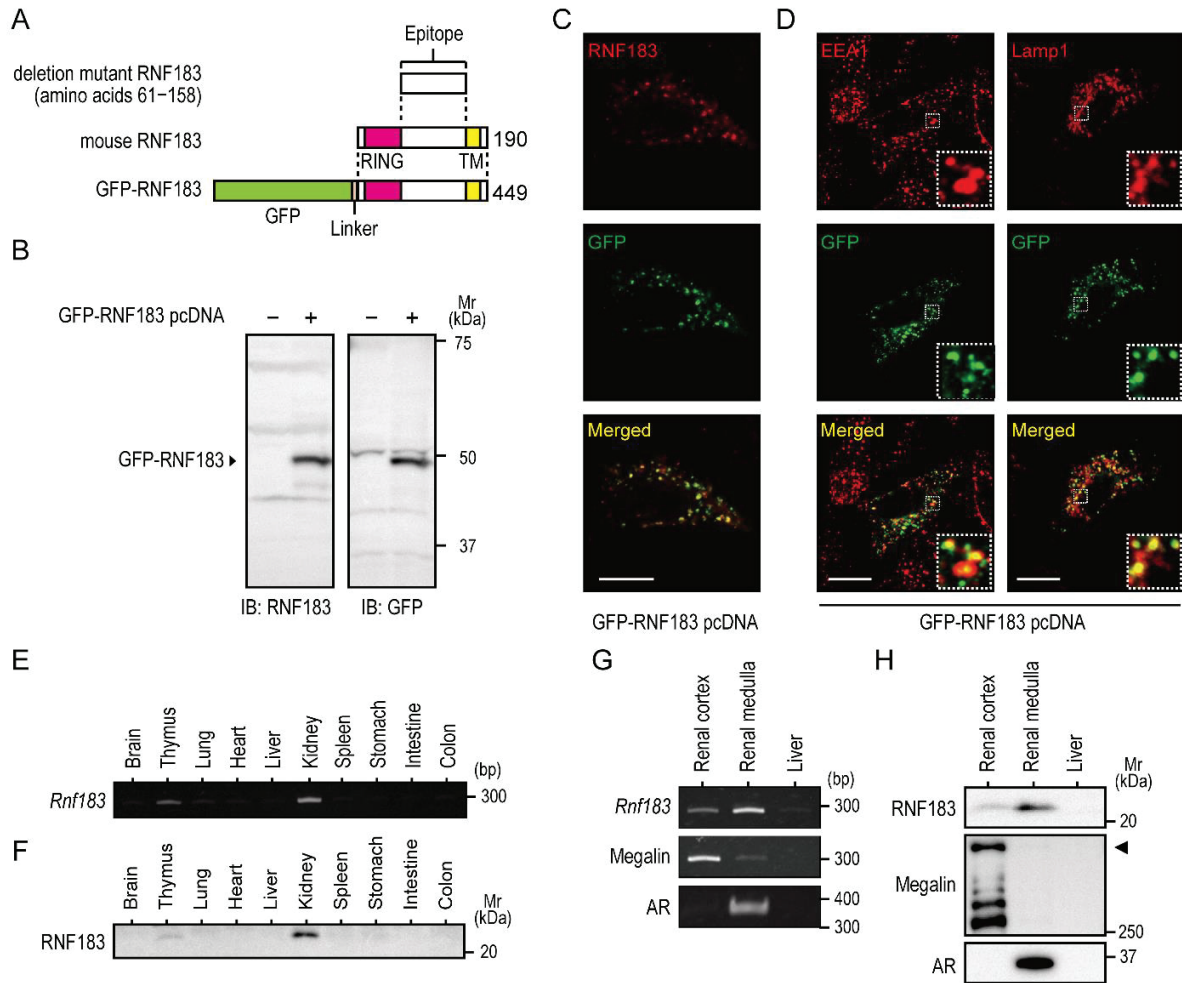 A
Epitope
deletion mutant RNF183
(amino acids 61–158)
mouse RNF183
190
RING
TM
GFP-RNF183
449
GFP
Linker
B
GFP-RNF183 pcDNA
– +
– +
Mr
(kDa)
75
GFP-RNF183
50
37
IB: RNF183
IB: GFP
C
RNF183
GFP
Merged
GFP-RNF183 pcDNA
D
EEA1
Lamp1
GFP
GFP
Merged
Merged
GFP-RNF183 pcDNA
E
Brain
Thymus
Lung
Heart
Liver
Kidney
Spleen
Stomach
Intestine
Colon
(bp)
Rnf183
300
F
Brain
Thymus
Lung
Heart
Liver
Kidney
Spleen
Stomach
Intestine
Colon
Mr
(kDa)
RNF183
20
G
Renal cortex
Renal medulla
Liver
(bp)
Rnf183
300
Megalin
300
AR
400
300
H
Renal cortex
Renal medulla
Liver
Mr
(kDa)
RNF183
20
Megalin
250
AR
37